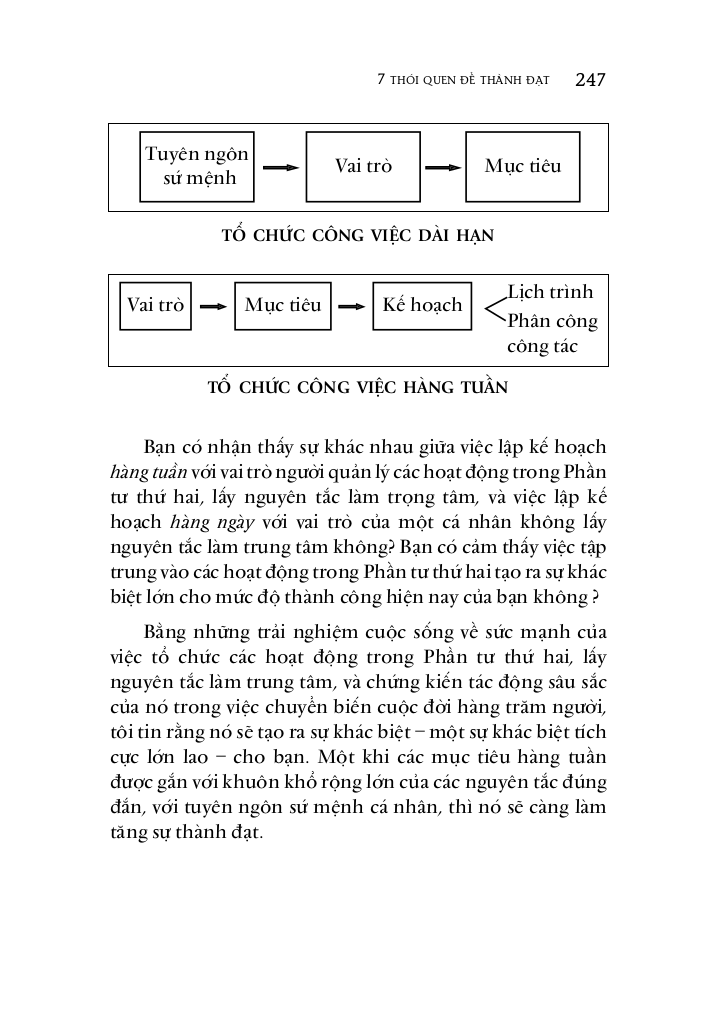 7 THÓI QUEN ĐỂ THÀNH ĐẠT 247
Tuyên ngôn
sứ mệnh
Vai trò
Mục tiêu
TỔ CHỨC CÔNG VIỆC DÀI HẠN
Vai trò
Mục tiêu
Kế hoạch
Lịch trình
Phân công
công tác
TỔ CHỨC CÔNG VIỆC HÀNG TUẦN
Bạn có nhận thấy sự khác nhau giữa việc lập kế hoạch
hàng tuần với vai trò người quản lý các hoạt động trong Phần
tư thứ hai, lấy nguyên tắc làm trọng tâm, và việc lập kế
hoạch hàng ngày với vai trò của một cá nhân không lấy
nguyên tắc làm trung tâm không? Bạn có cảm thấy việc tập
trung vào các hoạt động trong Phần tư thứ hai tạo ra sự khác
biệt lớn cho mức độ thành công hiện nay của bạn không ?
Bằng những trải nghiệm cuộc sống về sức mạnh của
việc tổ chức các hoạt động trong Phần tư thứ hai, lấy
nguyên tắc làm trung tâm, và chứng kiến tác động sâu sắc
của nó trong việc chuyển biến cuộc đời hàng trăm người,
tôi tin rằng nó sẽ tạo ra sự khác biệt – một sự khác biệt tích
cực lớn lao – cho bạn. Một khi các mục tiêu hàng tuần
được gắn với khuôn khổ rộng lớn của các nguyên tắc đúng
đắn, với tuyên ngôn sứ mệnh cá nhân, thì nó sẽ càng làm
tăng sự thành đạt.